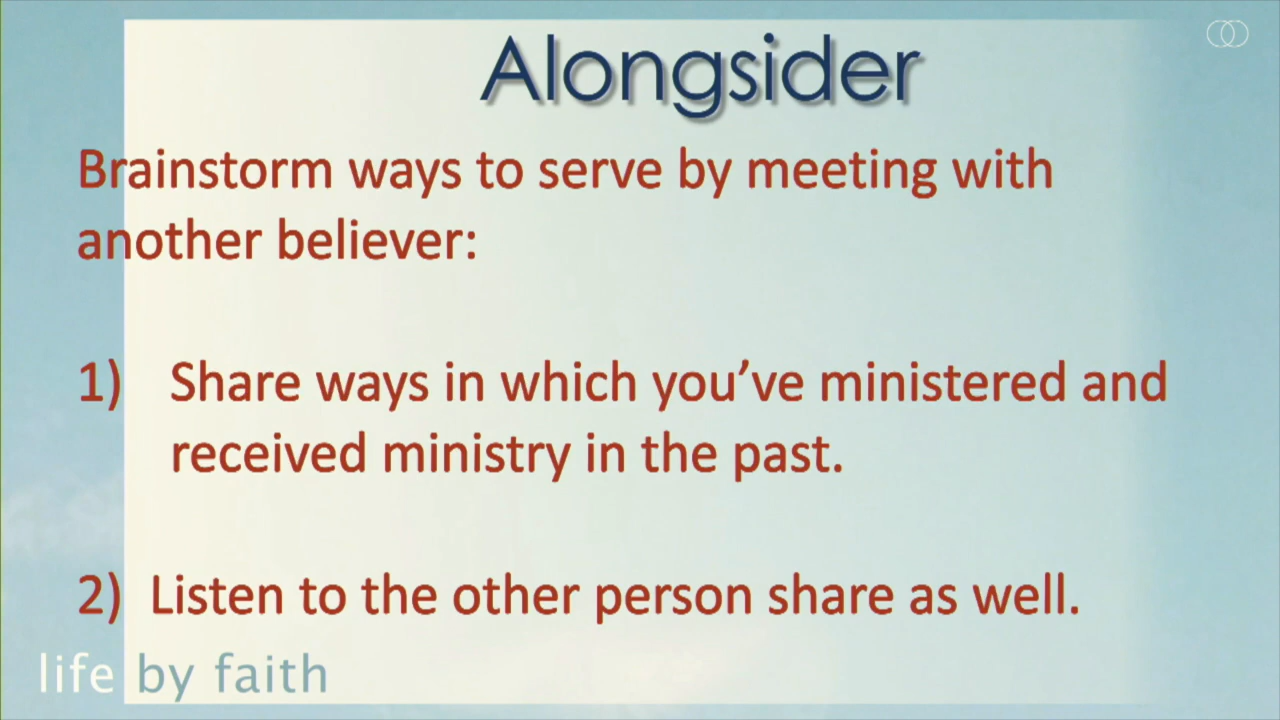 Alongsider
Brainstorm ways to serve by meeting with
another believer:
1) Share ways in which you’ve ministered and
received ministry in the past.
2) Listen to the other person share as well.
life by faith